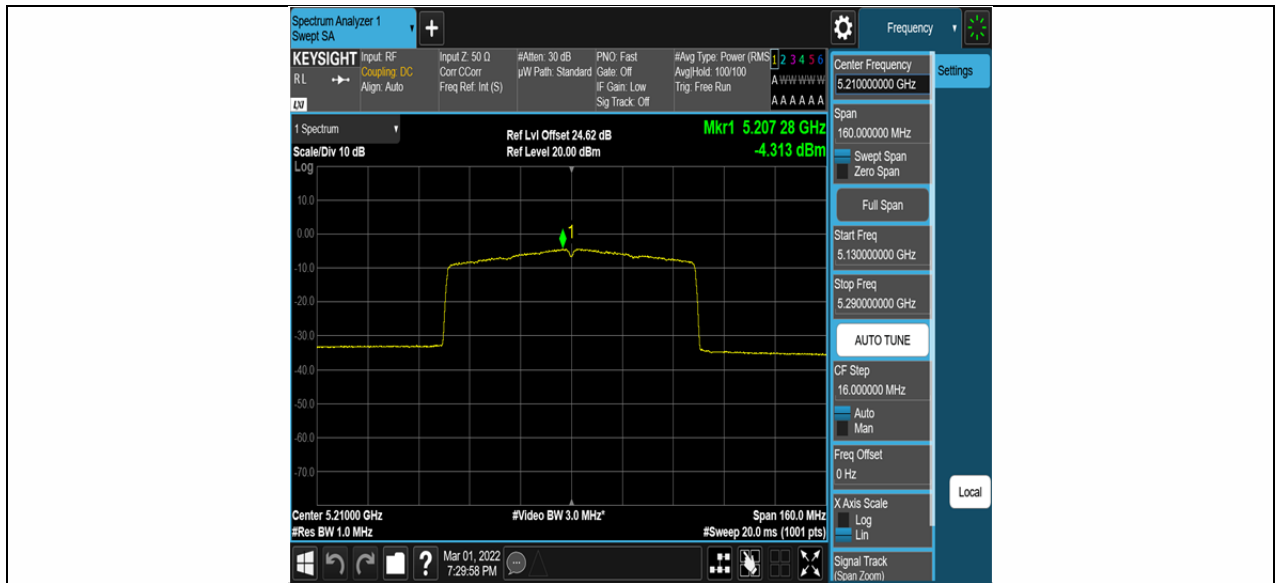 Spectrum Analyzer 1
Swept SA
+
Frequency
KEYSIGHT
RL
LXI
Input: RF
Coupling: DC
Align: Auto
Input Z: 50 Ω
Corr CCorr
Freq Ref: Int (S)
#Atten: 30 dB
µW Path: Standard
PNO: Fast
Gate: Off
IF Gain: Low
Sig Track: Off
#Avg Type: Power (RMS
Avg|Hold: 100/100
Trig: Free Run
1 2 3 4 5 6
A W W W W W
A A A A A A
1 Spectrum
Scale/Div 10 dB
Log
Ref Lvl Offset 24.62 dB
Ref Level 20.00 dBm
Mkr1 5.207 28 GHz
-4.313 dBm
10.0
0.00
-10.0
-20.0
-30.0
-40.0
-50.0
-60.0
-70.0
1
Center 5.21000 GHz
#Res BW 1.0 MHz
#Video BW 3.0 MHz*
Span 160.0 MHz
#Sweep 20.0 ms (1001 pts)
?
Mar 01, 2022
7:29:58 PM
Center Frequency
5.210000000 GHz
Span
160.000000 MHz
Swept Span
Zero Span
Full Span
Start Freq
5.130000000 GHz
Stop Freq
5.290000000 GHz
AUTO TUNE
CF Step
16.000000 MHz
Auto
Man
Freq Offset
0 Hz
X Axis Scale
Log
Lin
Signal Track
(Span Zoom)
Settings
Local